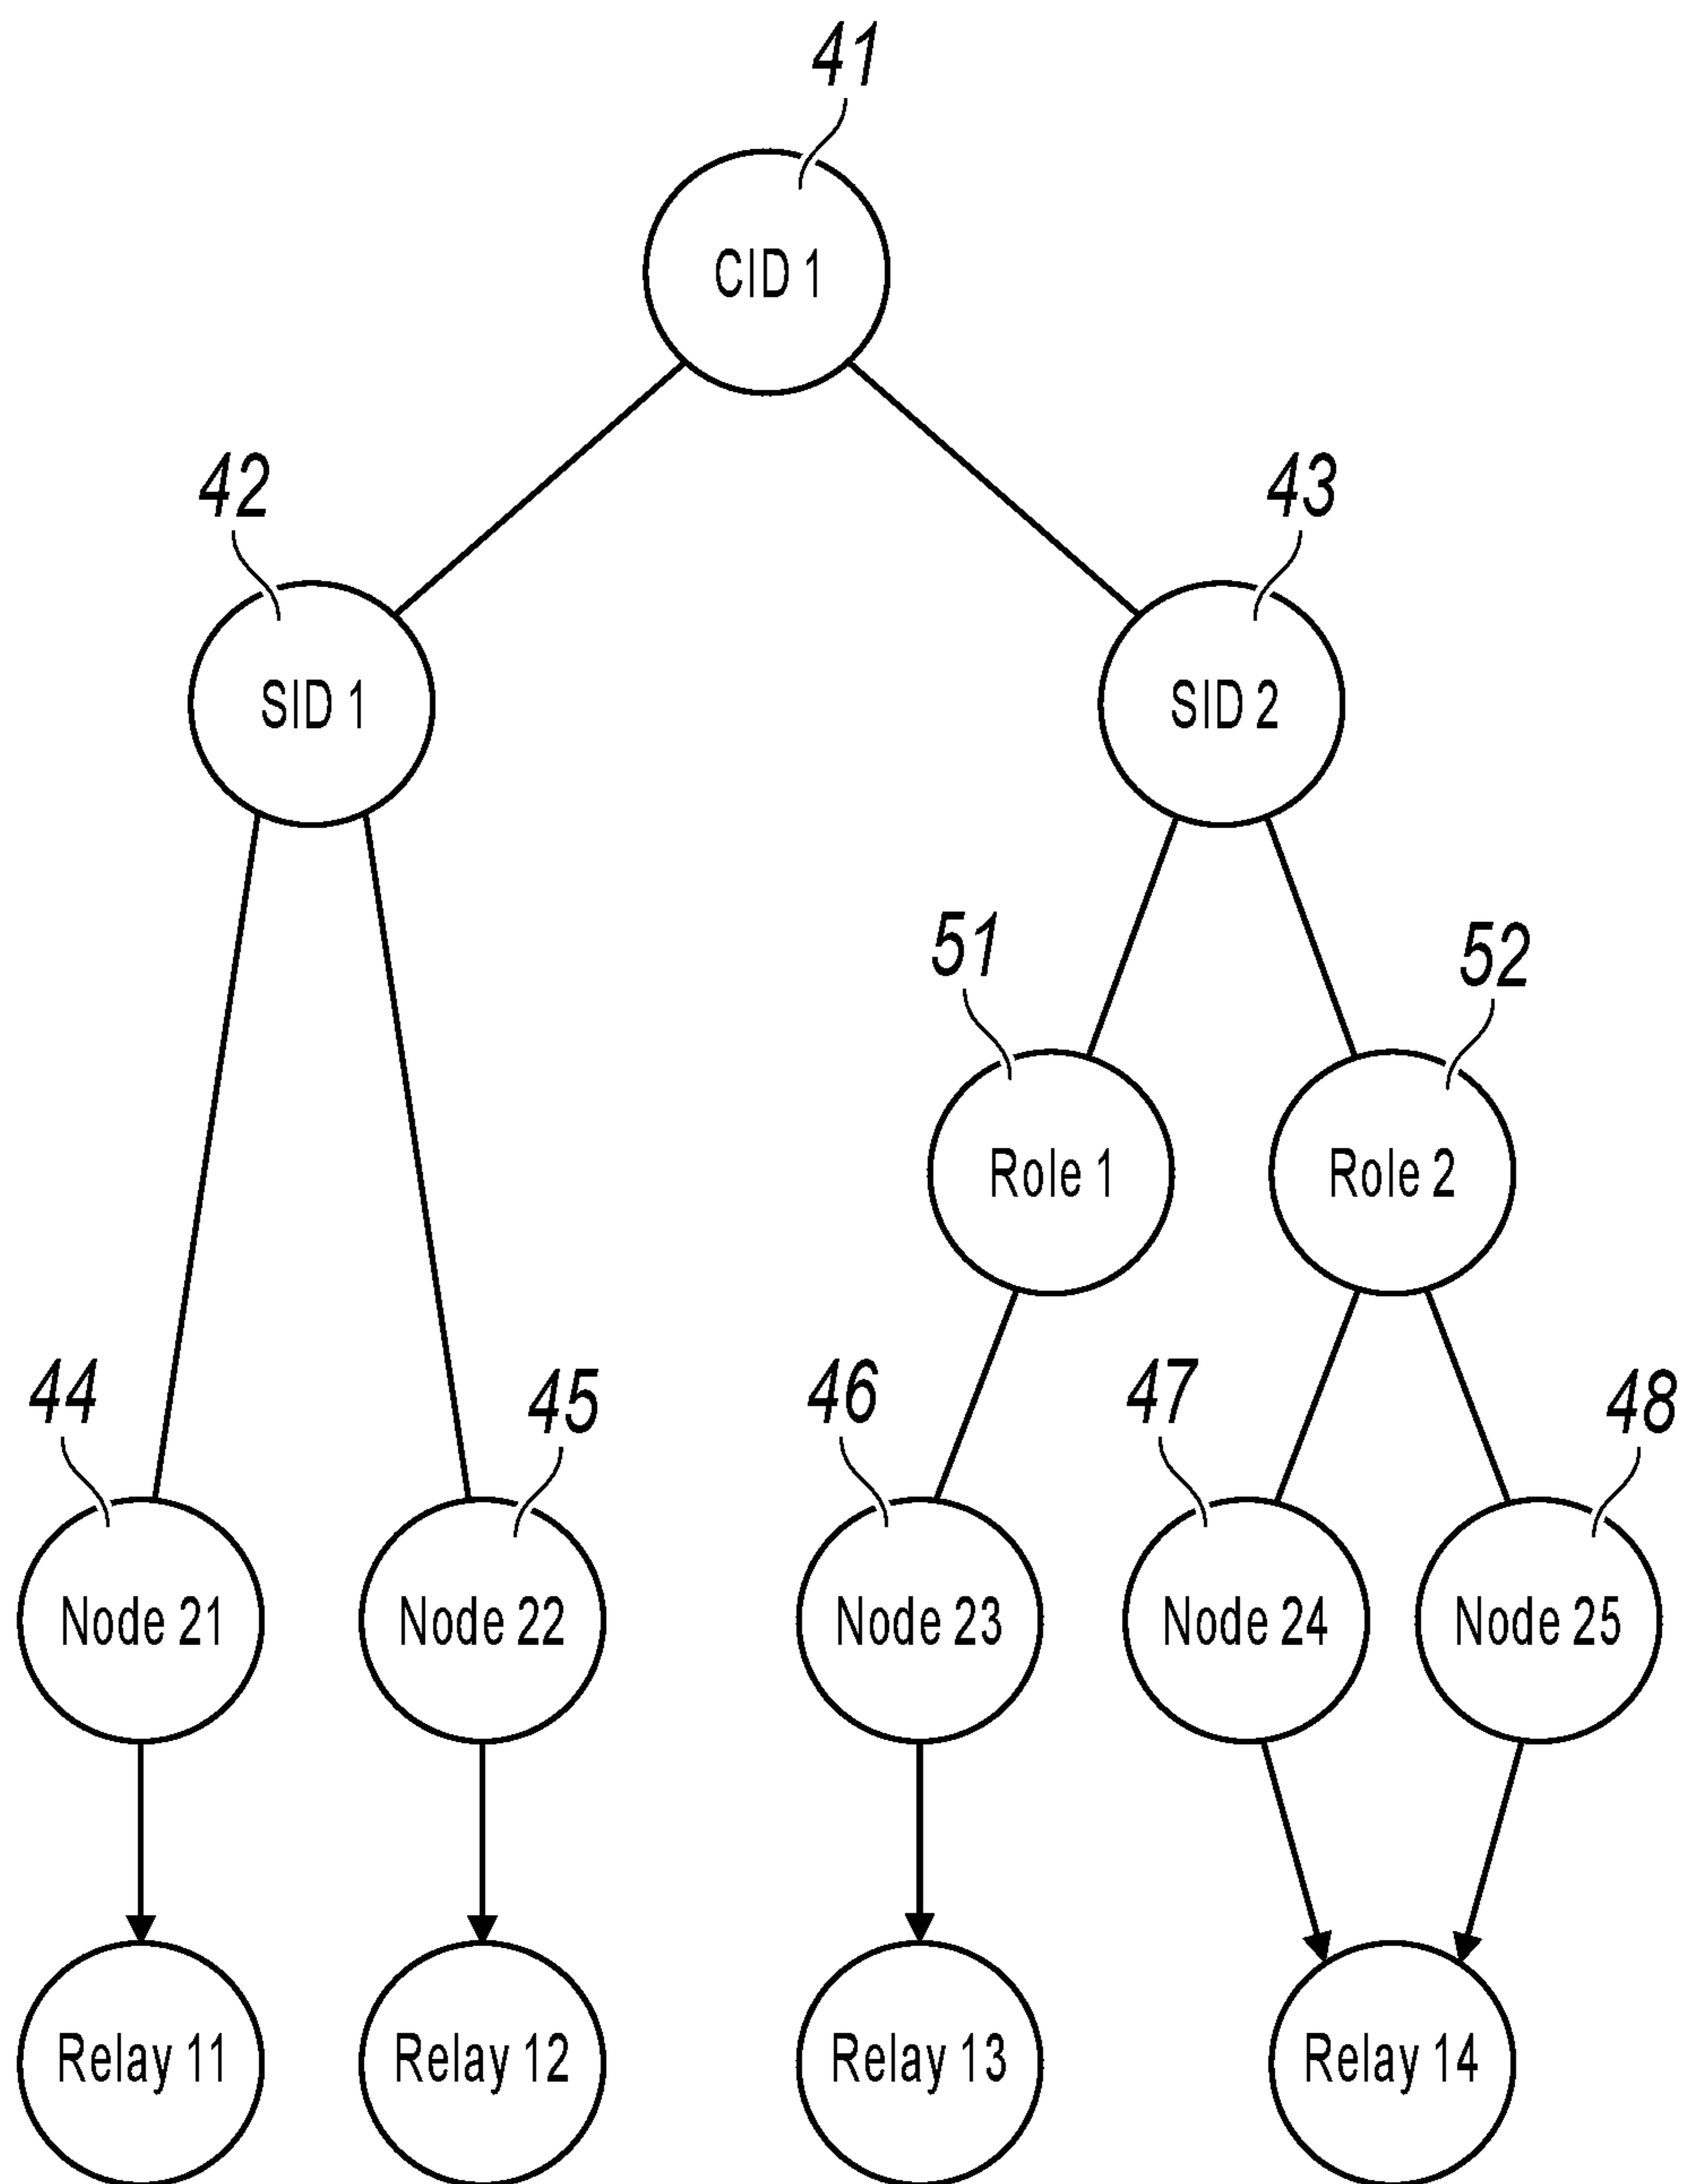 41
CID 1
42
43
SID 1
SID 2
51
52
Role 1
Role 2
44
45
46
47
48
Node 21
Node 22
Node 23
Node 24
Node 25
Relay 11
Relay 12
Relay 13
Relay 14